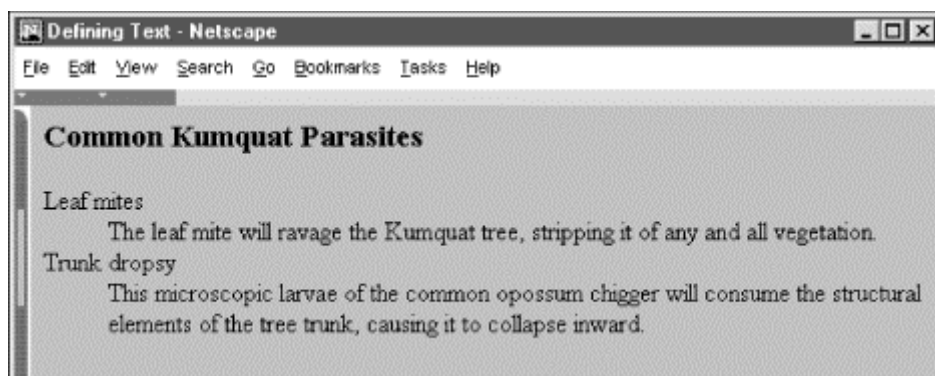 Defining Text - Netscape
File Edit View Search Go Bookmarks Tasks Help
Common Kumquat Parasites
Leaf mites
The leaf mite will ravage the Kumquat tree, stripping it of any and all vegetation.
Trunk dropsy
This microscopic larvae of the common opossum chigger will consume the structural
elements of the tree trunk, causing it to collapse inward.